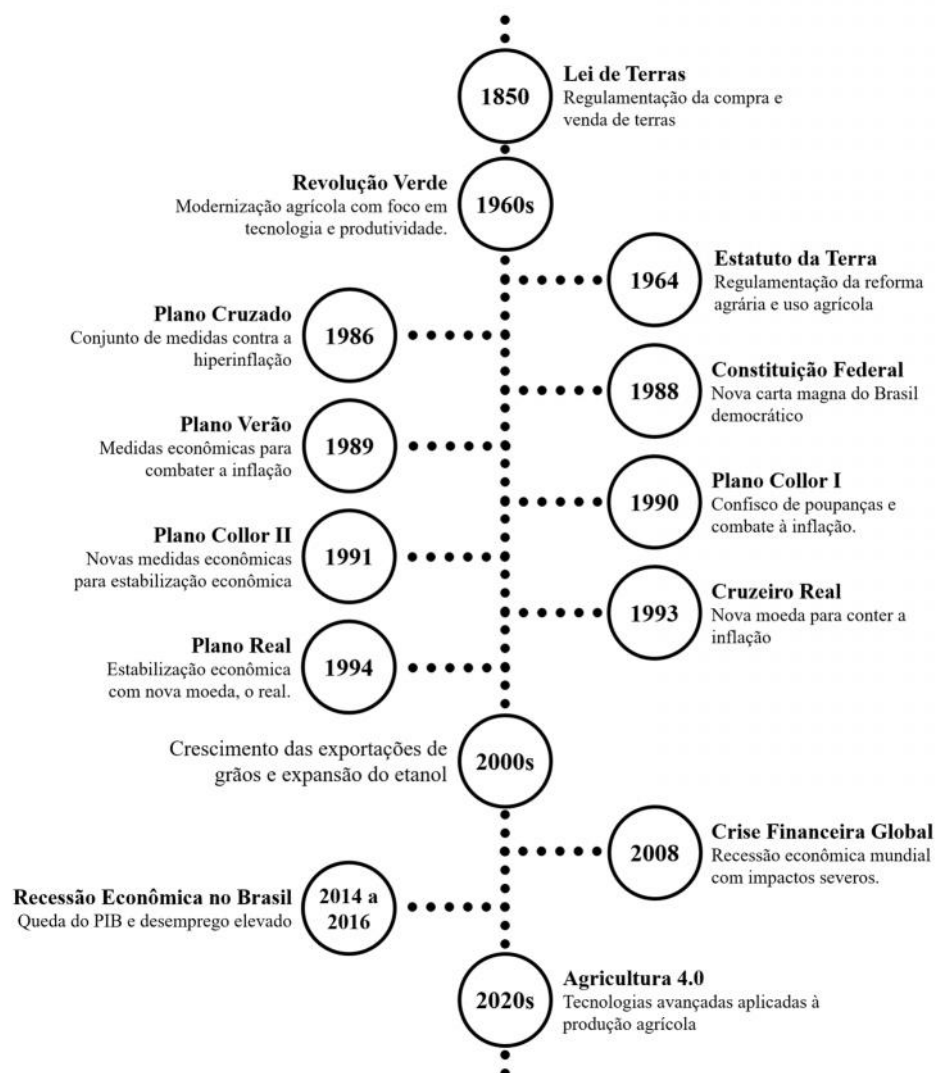 1850
Lei de Terras
Regulamentação da compra e
venda de terras
Revolução Verde
Modernização agrícola com foco em
tecnologia e produtividade.
1960s
1964
Estatuto da Terra
Regulamentação da reforma
agrária e uso agrícola
Plano Cruzado
Conjunto de medidas contra a
hiperinflação
1986
1988
Constituição Federal
Nova carta magna do Brasil
democrático
Plano Verão
Medidas econômicas para
combater a inflação
1989
1990
Plano Collor I
Confisco de poupanças e
combate à inflação.
Plano Collor II
Novas medidas econômicas
para estabilização econômica
1991
1993
Cruzeiro Real
Nova moeda para conter a
inflação
Plano Real
Estabilização econômica
com nova moeda, o real.
1994
Crescimento das exportações de
grãos e expansão do etanol
2000s
2008
Crise Financeira Global
Recessão econômica mundial
com impactos severos.
Recessão Econômica no Brasil
Queda do PIB e desemprego elevado
2014 a
2016
2020s
Agricultura 4.0
Tecnologias avançadas aplicadas à
produção agrícola